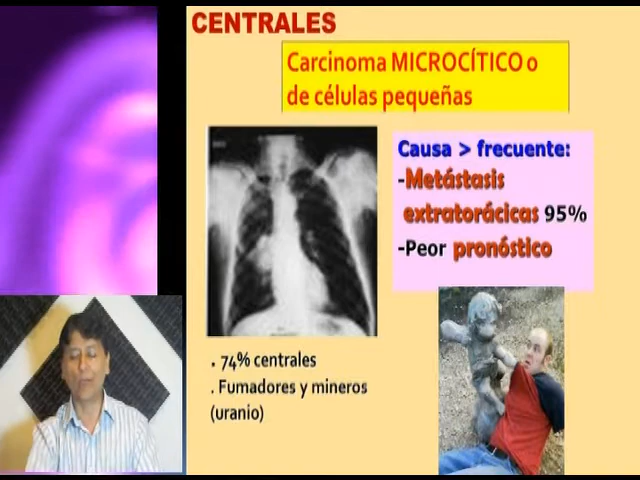 CENTRALES
Carcinoma MICROCÍTICO o
de células pequeñas
Causa > frecuente:
-Metástasis
extratorácicas 95%
-Peor pronóstico
. 74% centrales
. Fumadores y mineros
(uranio)